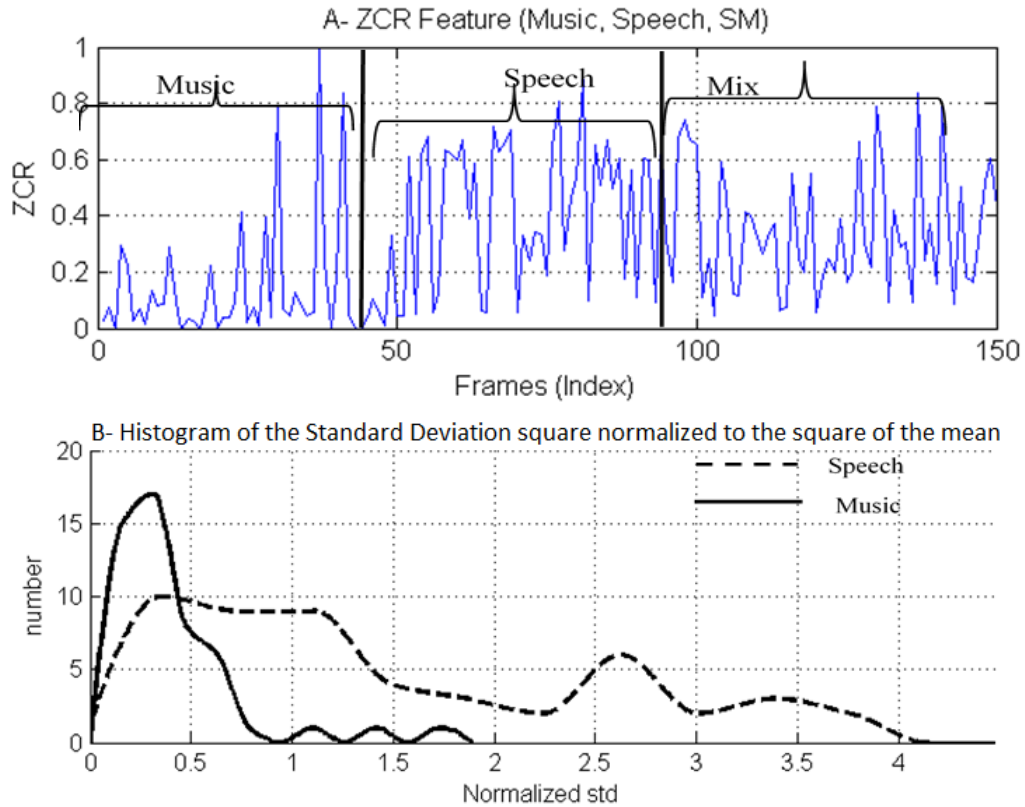 A- ZCR Feature (Music, Speech, SM)
1
0.8
0.6
0.4
0.2
0
ZCR
Music
Speech
Mix
0
50
100
150
Frames (Index)
B- Histogram of the Standard Deviation square normalized to the square of the mean
20
15
10
5
0
number
Speech
Music
0
0.5
1
1.5
2
2.5
3
3.5
4
Normalized std